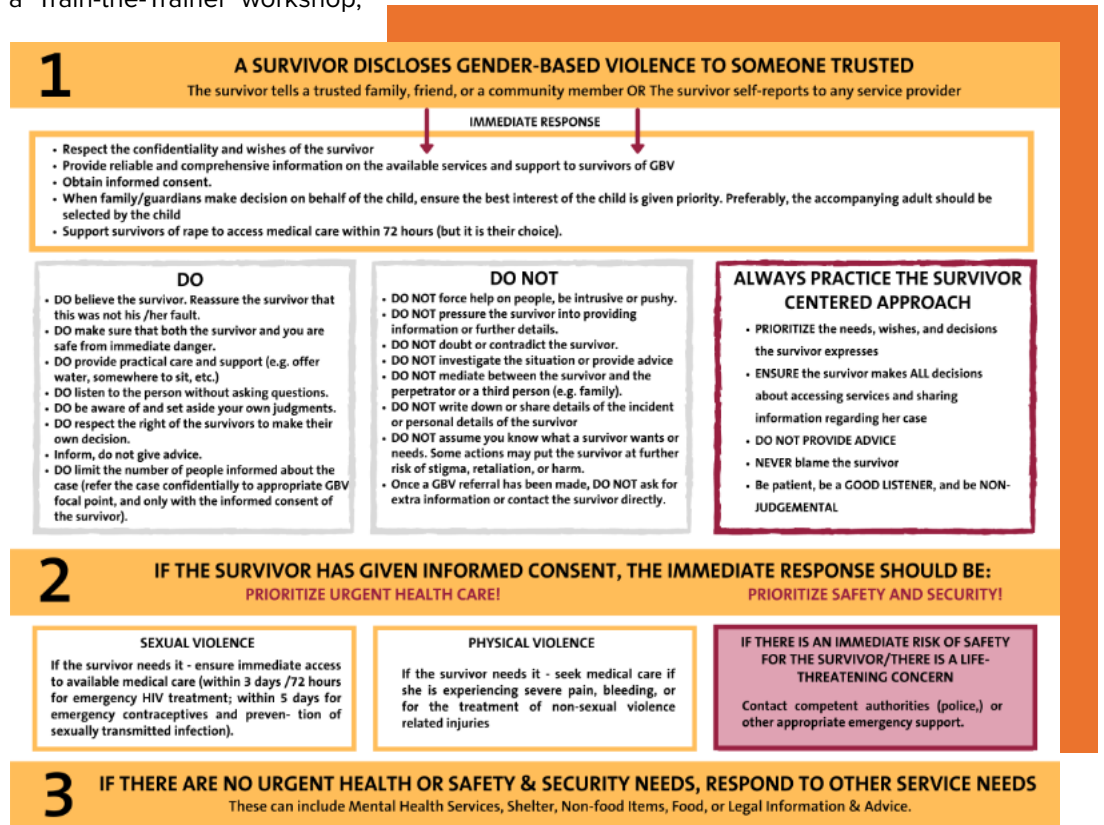 a Train-the-Trainer workshop,
1
A SURVIVOR DISCLOSES GENDER-BASED VIOLENCE TO SOMEONE TRUSTED
The survivor tells a trusted family, friend, or a community member OR The survivor self-reports to any service provider
IMMEDIATE RESPONSE
• Respect the confidentiality and wishes of the survivor
• Provide reliable and comprehensive information on the available services and support to survivors of GBV
• Obtain informed consent.
• When family/guardians make decision on behalf of the child, ensure the best interest of the child is given priority. Preferably, the accompanying adult should be
selected by the child
• Support survivors of rape to access medical care within 72 hours (but it is their choice).
DO
• DO believe the survivor. Reassure the survivor that
this was not his /her fault.
• DO make sure that both the survivor and you are
safe from immediate danger.
• DO provide practical care and support (e.g. offer
water, somewhere to sit, etc.)
• DO listen to the person without asking questions.
• DO be aware of and set aside your own judgments.
• DO respect the right of the survivors to make their
own decision.
• Inform, do not give advice.
• DO limit the number of people informed about the
case (refer the case confidentially to appropriate GBV
focal point, and only with the informed consent of
the survivor).
DO NOT
• DO NOT force help on people, be intrusive or pushy.
• DO NOT pressure the survivor into providing
information or further details.
• DO NOT doubt or contradict the survivor.
• DO NOT investigate the situation or provide advice
• DO NOT mediate between the survivor and the
perpetrator or a third person (e.g. family).
• DO NOT write down or share details of the incident
or personal details of the survivor
• DO NOT assume you know what a survivor wants or
needs. Some actions may put the survivor at further
risk of stigma, retaliation, or harm.
• Once a GBV referral has been made, DO NOT ask for
extra information or contact the survivor directly.
ALWAYS PRACTICE THE SURVIVOR
CENTERED APPROACH
• PRIORITIZE the needs, wishes, and decisions
the survivor expresses
• ENSURE the survivor makes ALL decisions
about accessing services and sharing
information regarding her case
• DO NOT PROVIDE ADVICE
• NEVER blame the survivor
• Be patient, be a GOOD LISTENER, and be NON-
JUDGEMENTAL
2
IF THE SURVIVOR HAS GIVEN INFORMED CONSENT, THE IMMEDIATE RESPONSE SHOULD BE:
PRIORITIZE URGENT HEALTH CARE!
PRIORITIZE SAFETY AND SECURITY!
SEXUAL VIOLENCE
If the survivor needs it - ensure immediate access
to available medical care (within 3 days /72 hours
for emergency HIV treatment; within 5 days for
emergency contraceptives and preven- tion of
sexually transmitted infection).
PHYSICAL VIOLENCE
If the survivor needs it - seek medical care if
she is experiencing severe pain, bleeding, or
for the treatment of non-sexual violence
related injuries
IF THERE IS AN IMMEDIATE RISK OF SAFETY
FOR THE SURVIVOR/THERE IS A LIFE-
THREATENING CONCERN
Contact competent authorities (police,) or
other appropriate emergency support.
3
IF THERE ARE NO URGENT HEALTH OR SAFETY & SECURITY NEEDS, RESPOND TO OTHER SERVICE NEEDS
These can include Mental Health Services, Shelter, Non-food Items, Food, or Legal Information & Advice.